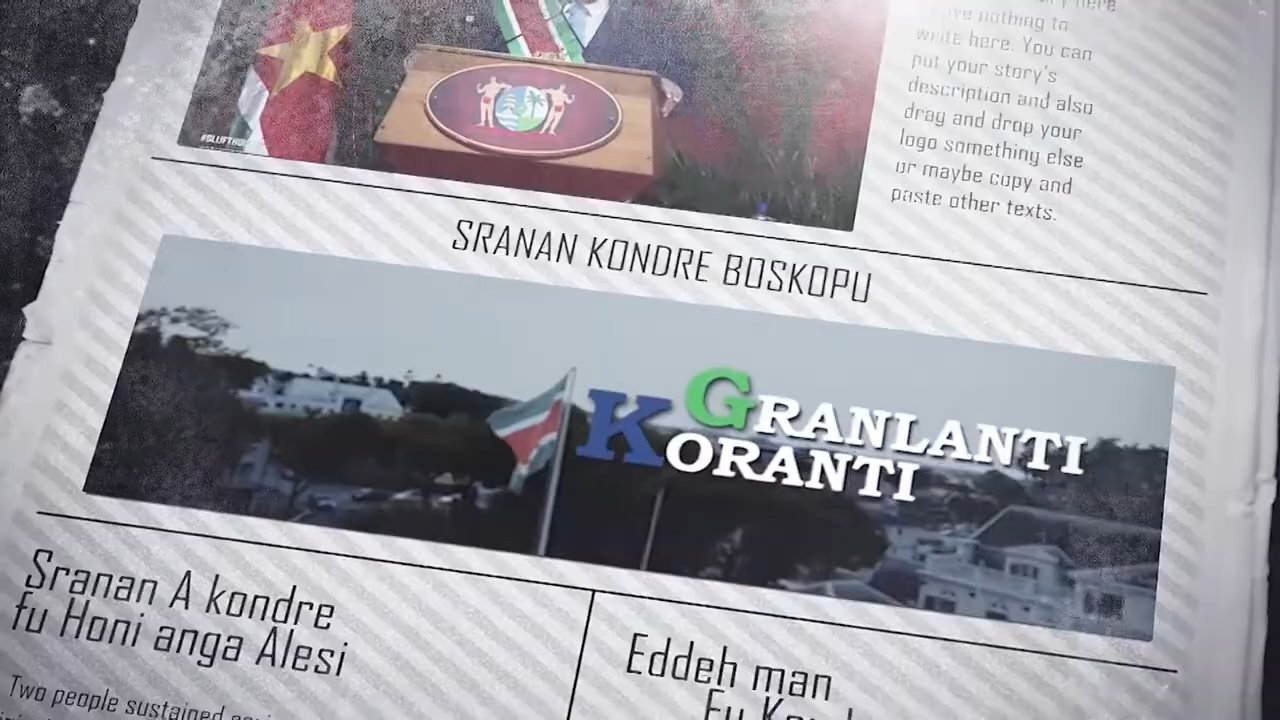 ve nothing to
write here. You can
put your story's
description and also
drag and drop your
logo something else
or maybe copy and
paste other texts.
SRANAN KONDRE BOSKOPU
GRANLANTI
KORANTI
Sranan A kondre
fu Honi anga Alesi
Eddeh man
Fu
Two people sustained